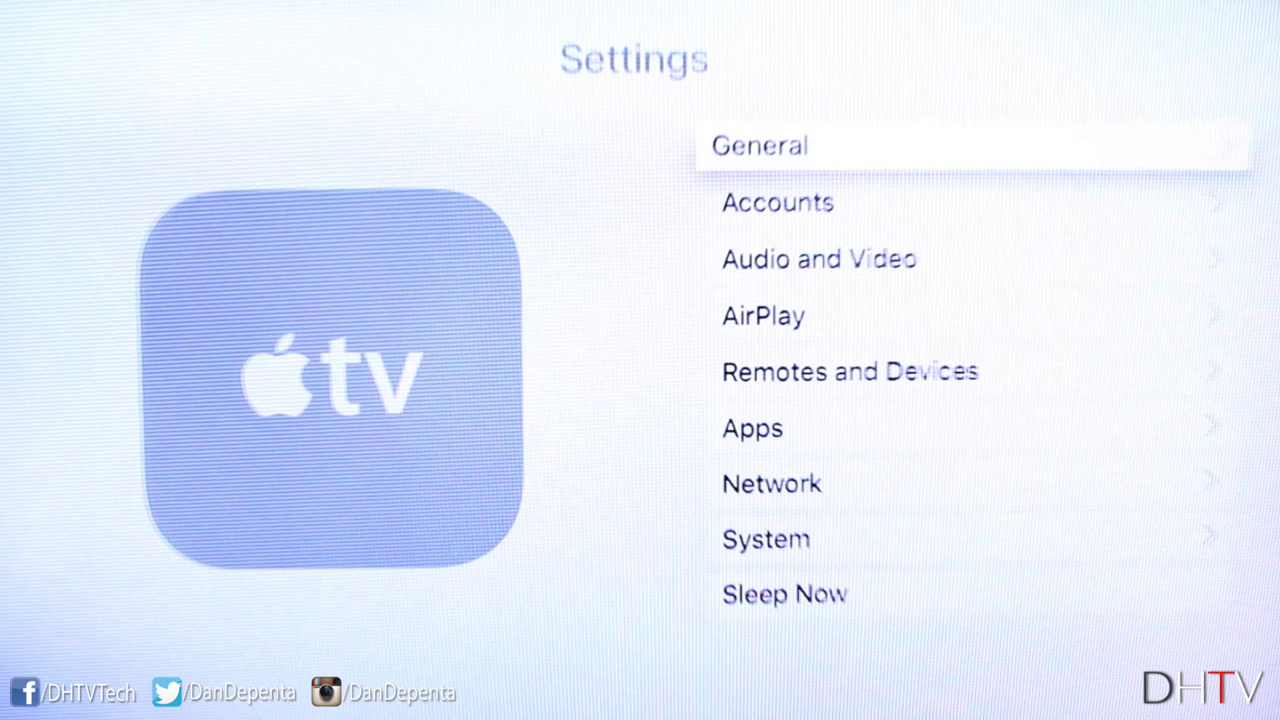 Settings
General
Accounts
Audio and Video
AirPlay
Remotes and Devices
Apps
Network
System
Sleep Now
tv
/DHTVTech /DanDepenta /DanDepenta
DHTV